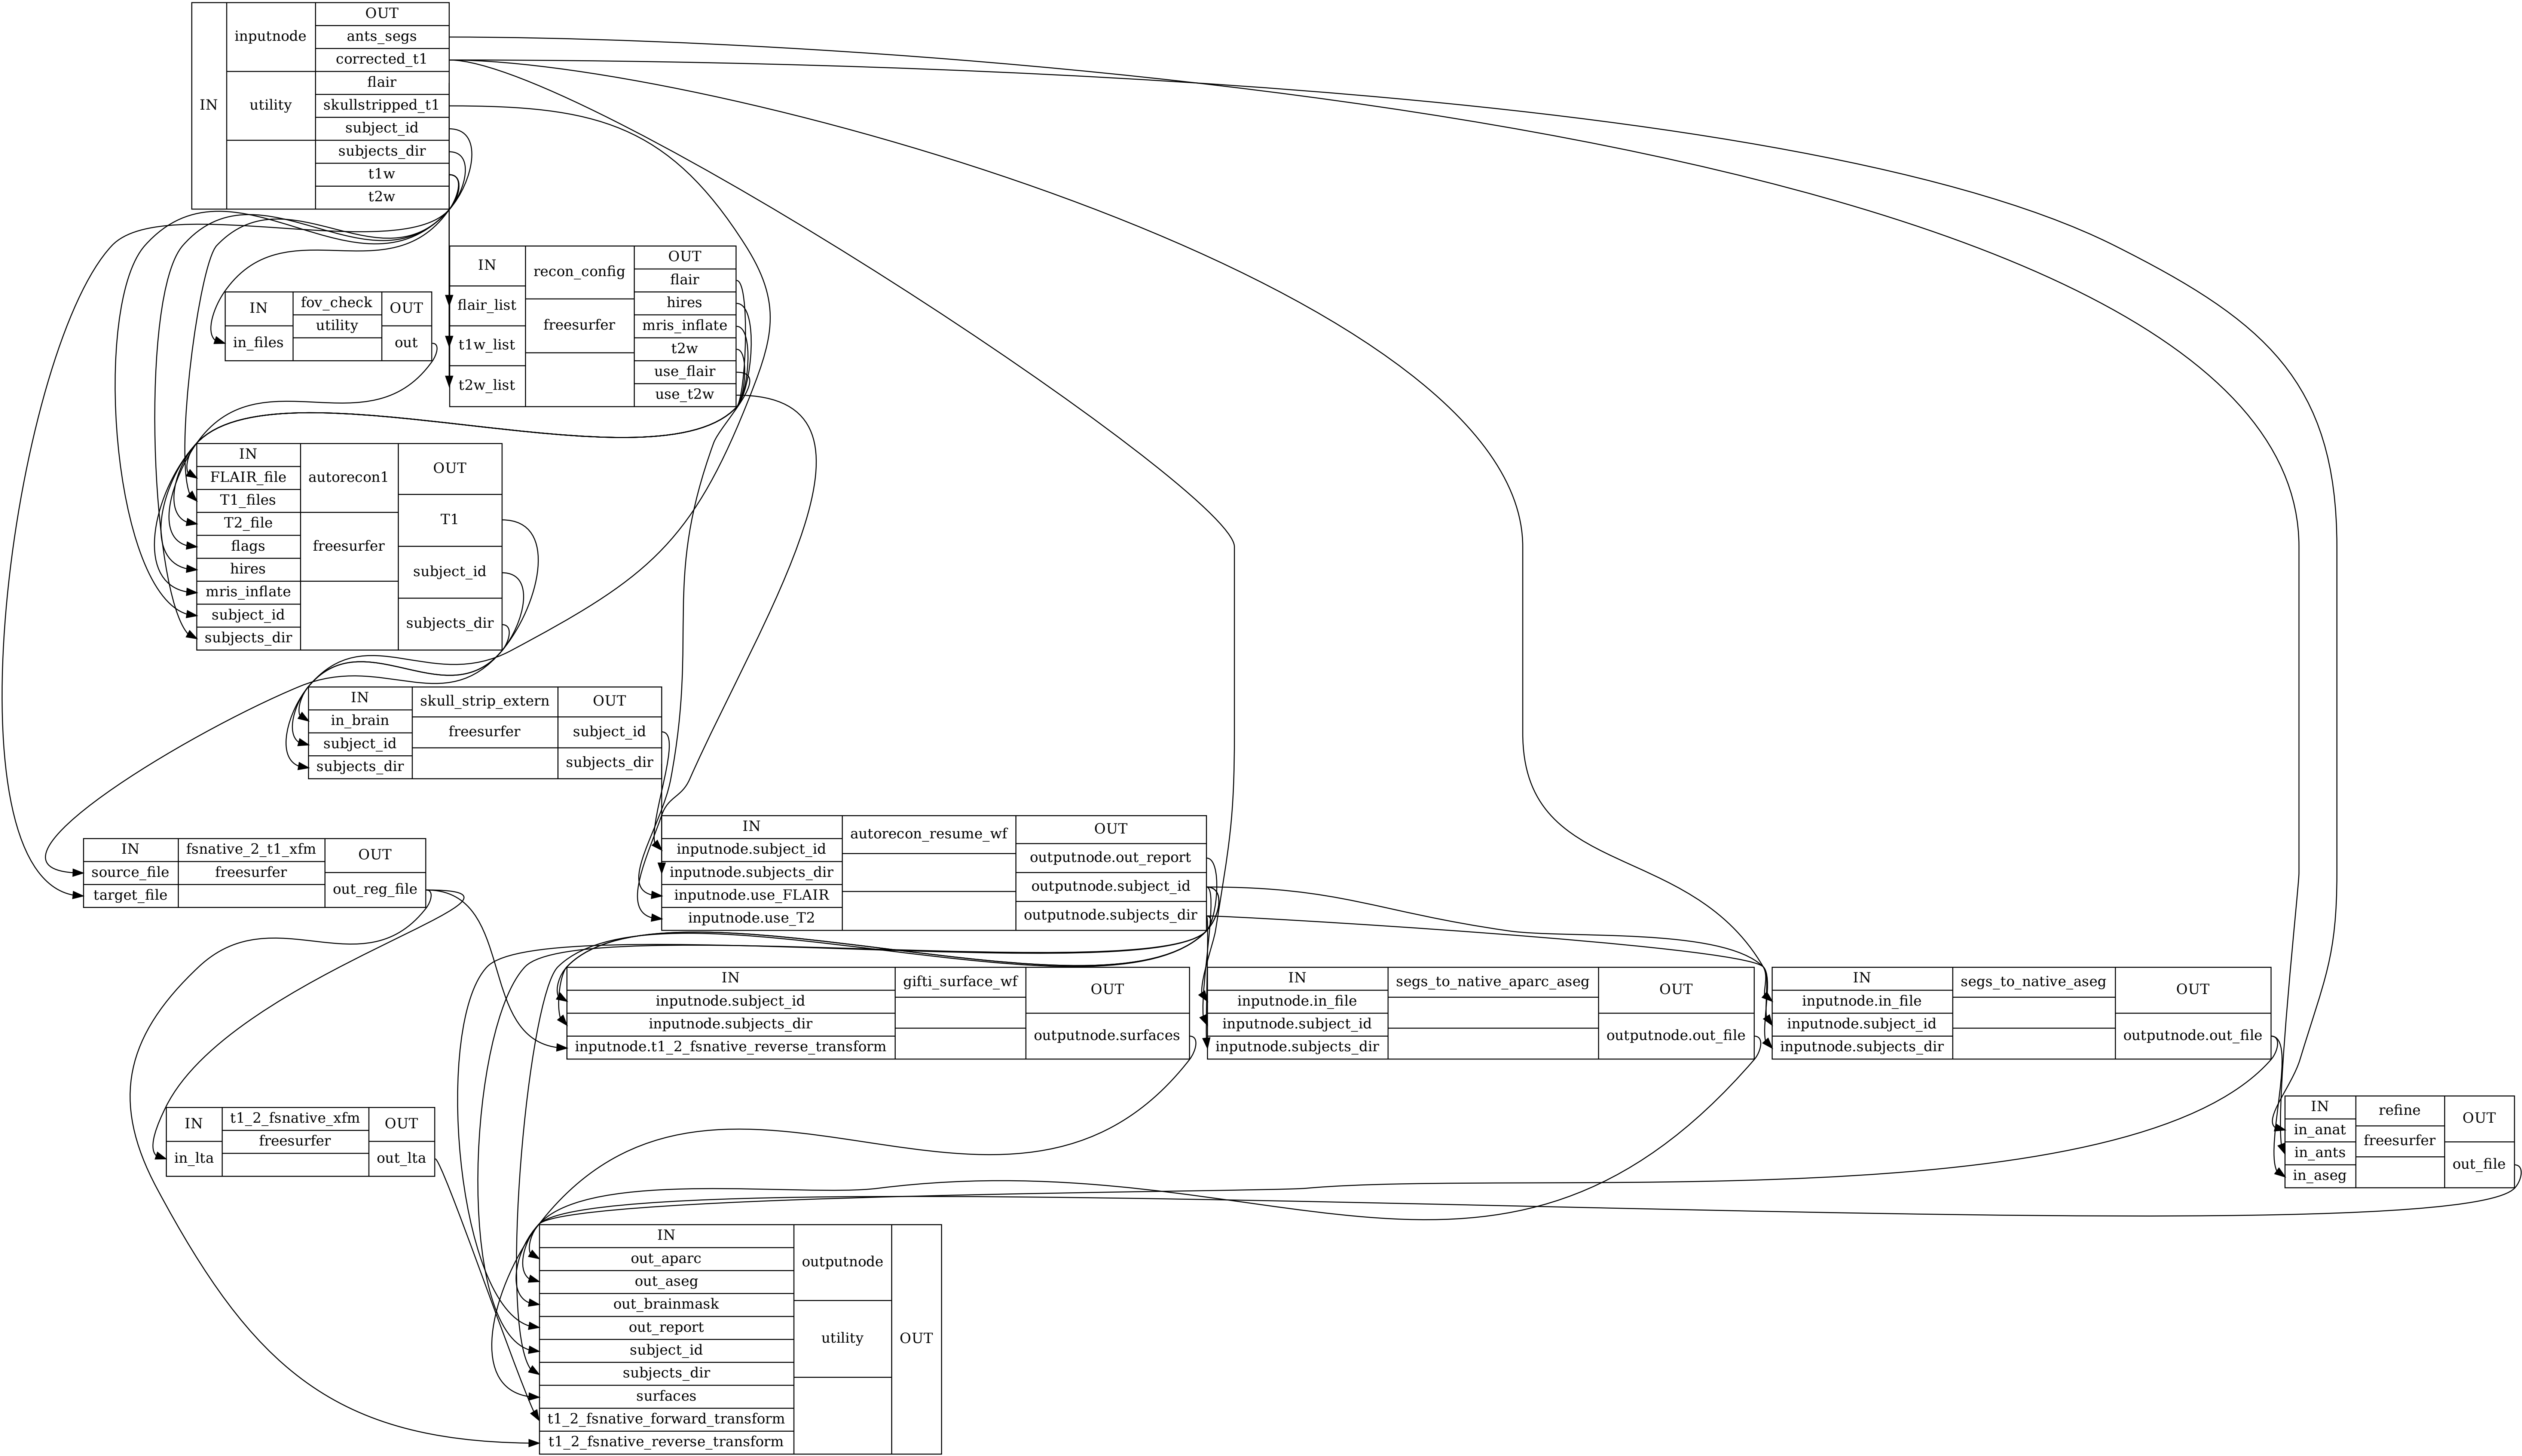 IN
inputnode
utility
OUT
ants_segs
corrected_t1
flair
skullstripped_t1
subject_id
subjects_dir
t1w
t2w
IN
flair_list
t1w_list
t2w_list
recon_config
freesurfer
OUT
flair
hires
mris_inflate
t2w
use_flair
use_t2w
IN
in_files
fov_check
utility
OUT
out
IN
FLAIR_file
T1_files
T2_file
flags
hires
mris_inflate
subject_id
subjects_dir
autorecon1
freesurfer
OUT
T1
subject_id
subjects_dir
IN
in_brain
subject_id
subjects_dir
skull_strip_extern
freesurfer
OUT
subject_id
subjects_dir
IN
source_file
target_file
fsnative_2_t1_xfm
freesurfer
OUT
out_reg_file
IN
inputnode.subject_id
inputnode.subjects_dir
inputnode.use_FLAIR
inputnode.use_T2
autorecon_resume_wf
OUT
outputnode.out_report
outputnode.subject_id
outputnode.subjects_dir
IN
inputnode.subject_id
inputnode.subjects_dir
inputnode.t1_2_fsnative_reverse_transform
gifti_surface_wf
OUT
outputnode.surfaces
IN
inputnode.in_file
inputnode.subject_id
inputnode.subjects_dir
segs_to_native_aparc_aseg
OUT
outputnode.out_file
IN
inputnode.in_file
inputnode.subject_id
inputnode.subjects_dir
segs_to_native_aseg
OUT
outputnode.out_file
IN
in_lta
t1_2_fsnative_xfm
freesurfer
OUT
out_lta
IN
in_anat
in_ants
in_aseg
refine
freesurfer
OUT
out_file
IN
out_aparc
out_aseg
out_brainmask
out_report
subject_id
subjects_dir
surfaces
t1_2_fsnative_forward_transform
t1_2_fsnative_reverse_transform
outputnode
utility
OUT